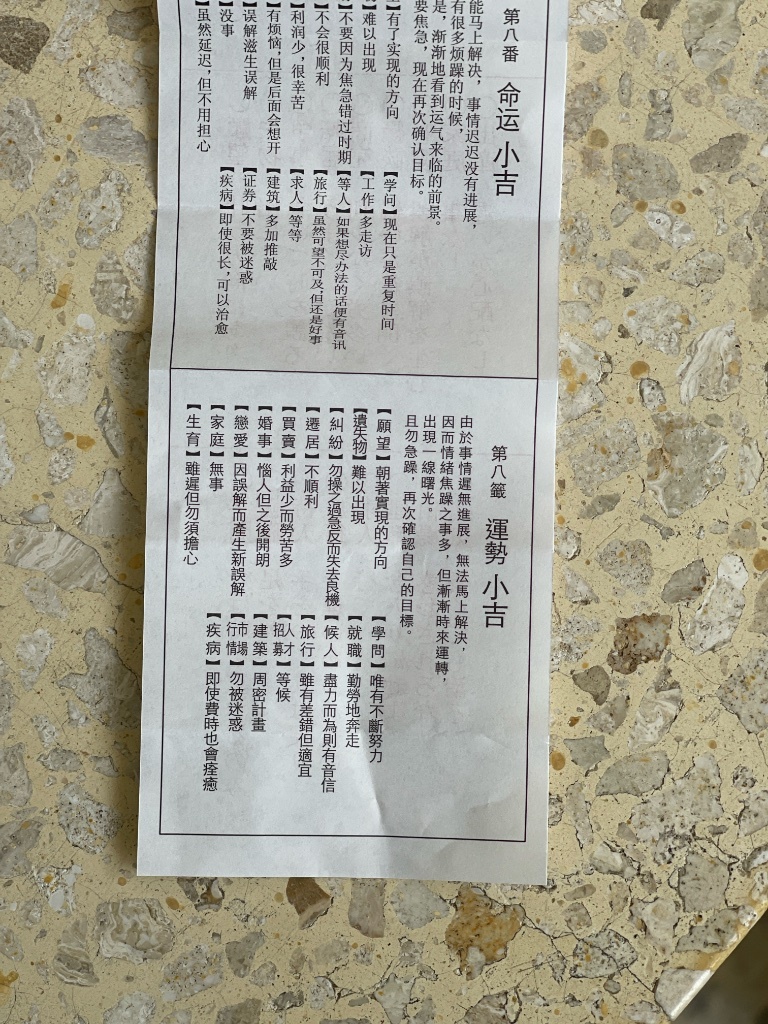 第八番 命运 小吉
能马上解决，事情迟迟没有进展，
有很多烦躁的时候，
是，渐渐地看到运气来临的前景。
要焦急，现在再次确认目标。
】有了实现的方向
】难以出现
】不要因为焦急错过时期
】不会很顺利
】利润少，很幸苦
】有烦恼，但是后面会想开
】误解滋生误解
】没事
】虽然延迟，但不用担心
【学问】现在只是重复时间
【工作】多走访
【等人】如果想尽办法的话便有音讯
【旅行】虽然可望不可及，但还是好事
【求人】等等
【建筑】多加推敲
【证券】不要被迷惑
【疾病】即使很长，可以治愈
第八籤 運勢 小吉
由於事情遲無進展，無法馬上解決，
因而情緒焦躁之事多，但漸漸時來運轉，
出現一線曙光。
且勿急躁，再次確認自己的目標。
【願望】朝著實現的方向
【遺失物】難以出現
【糾紛】勿操之過急反而失去良機
【遷居】不順利
【買賣】利益少而勞苦多
【婚事】惱人但之後開朗
【戀愛】因誤解而產生新誤解
【家庭】無事
【生育】雖遲但勿須擔心
【學問】唯有不斷努力
【就職】勤勞地奔走
【候人】盡力而為則有音信
【旅行】雖有差錯但適宜
【人才招募】等候
【建築】周密計畫
【市場行情】勿被迷惑
【疾病】即使費時也會痊癒